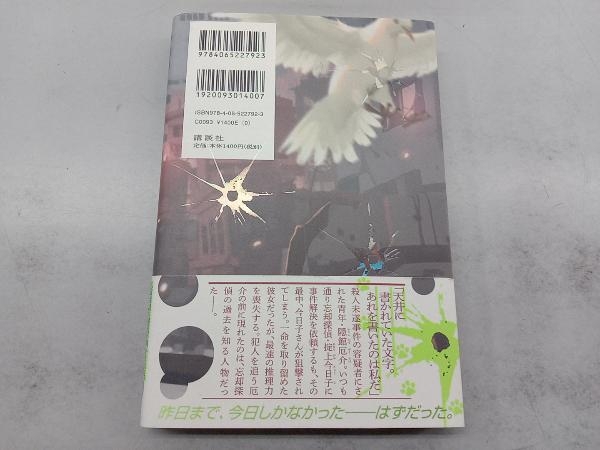 9784065227923
1920093014007
ISBN978-4-06-522792-3
C0093 ¥1400E (0)
講談社
定価:本体1400円(税別)
「天井に
書かれていた文字。
あれを書いたのは私だ」
殺人未遂事件の容疑者にさ
れた青年・隠館厄介。いつも
通り忘却探偵・掟上今日子に
事件解決を依頼するも、その
最中、今日子さんが狙撃され
てしまう。一命を取り留めた
彼女だったが、最速の推理力
を喪失する。犯人を追う厄
介の前に現れたのは、忘却探
偵の過去を知る人物だっ
た――。
昨日まで、今日しかなかった――はずだった。